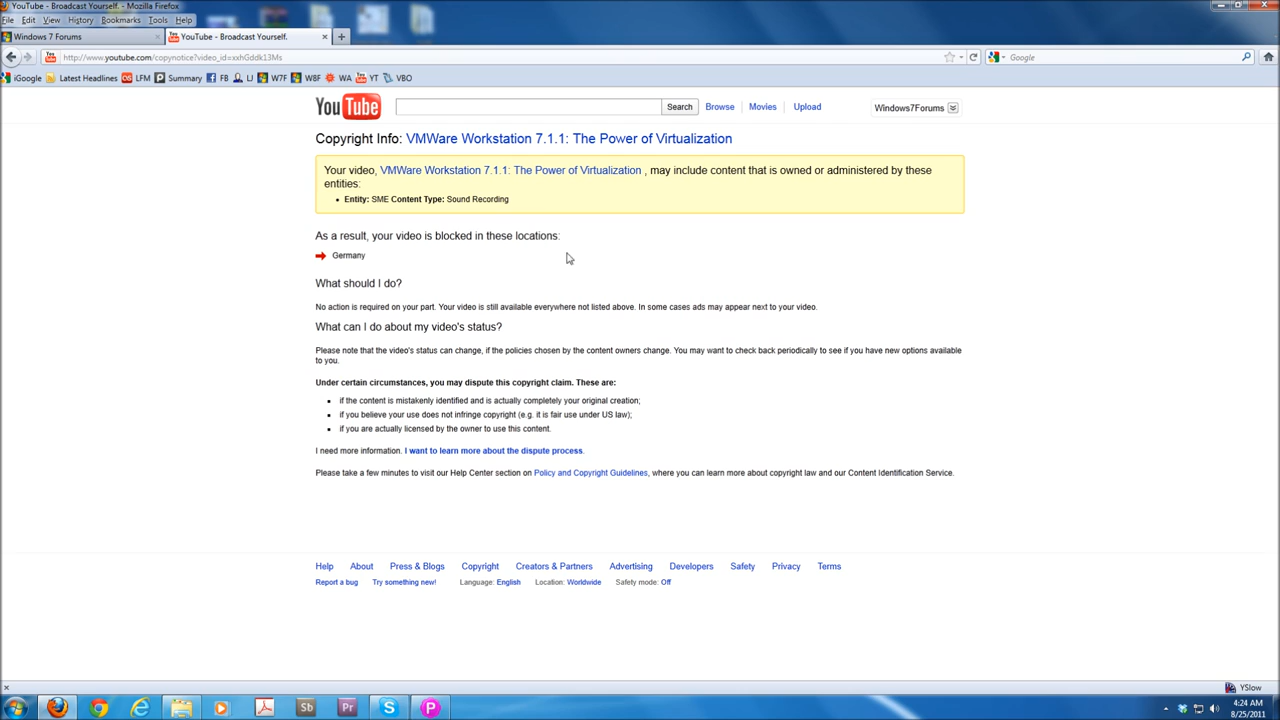 YouTube - Broadcast Yourself. - Mozilla Firefox
File Edit View History Bookmarks Tools Help
Windows 7 Forums × YouTube - Broadcast Yourself. × +
http://www.youtube.com/copynotice?video_id=xxhGddk13Ms Google
iGoogle Latest Headlines LFM Summary FB LJ W7F W8F WA YT VBO
YouTube Search Browse Movies Upload Windows7Forums
Copyright Info: VMWare Workstation 7.1.1: The Power of Virtualization
Your video, VMWare Workstation 7.1.1: The Power of Virtualization , may include content that is owned or administered by these
entities:
• Entity: SME Content Type: Sound Recording
As a result, your video is blocked in these locations:
Germany
What should I do?
No action is required on your part. Your video is still available everywhere not listed above. In some cases ads may appear next to your video.
What can I do about my video's status?
Please note that the video's status can change, if the policies chosen by the content owners change. You may want to check back periodically to see if you have new options available
to you.
Under certain circumstances, you may dispute this copyright claim. These are:
▪ if the content is mistakenly identified and is actually completely your original creation;
▪ if you believe your use does not infringe copyright (e.g. it is fair use under US law);
▪ if you are actually licensed by the owner to use this content.
I need more information. I want to learn more about the dispute process.
Please take a few minutes to visit our Help Center section on Policy and Copyright Guidelines, where you can learn more about copyright law and our Content Identification Service.
Help About Press & Blogs Copyright Creators & Partners Advertising Developers Safety Privacy Terms
Report a bug Try something new! Language: English Location: Worldwide Safety mode: Off
× YSlow
Sb Pr S P
4:24 AM
8/25/2011